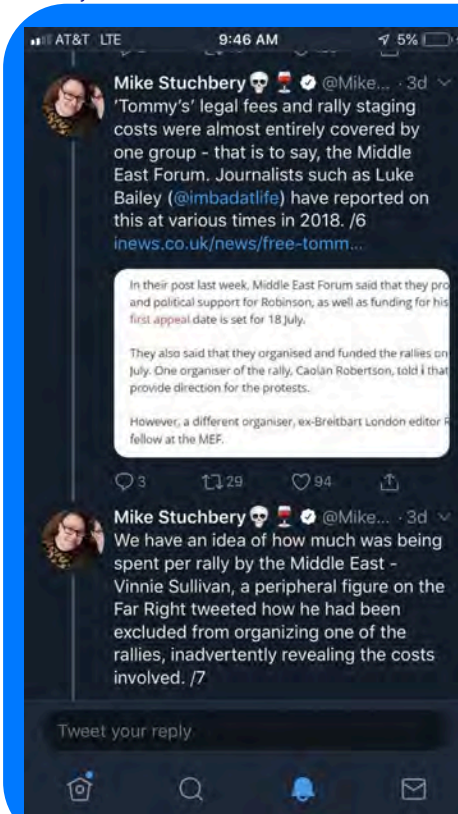 AT&T LTE 9:46 AM 5%
Mike Stuchbery @Mike... · 3d
'Tommy's' legal fees and rally staging
costs were almost entirely covered by
one group - that is to say, the Middle
East Forum. Journalists such as Luke
Bailey (@imbadatlife) have reported on
this at various times in 2018. /6
inews.co.uk/news/free-tomm...
In their post last week, Middle East Forum said that they pro
and political support for Robinson, as well as funding for his
first appeal date is set for 18 July.
They also said that they organised and funded the rallies on
July. One organiser of the rally, Caolan Robertson, told i that
provide direction for the protests.
However, a different organiser, ex-Breitbart London editor R
fellow at the MEF.
3 29 94
Mike Stuchbery @Mike... · 3d
We have an idea of how much was being
spent per rally by the Middle East -
Vinnie Sullivan, a peripheral figure on the
Far Right tweeted how he had been
excluded from organizing one of the
rallies, inadvertently revealing the costs
involved. /7
Tweet your reply